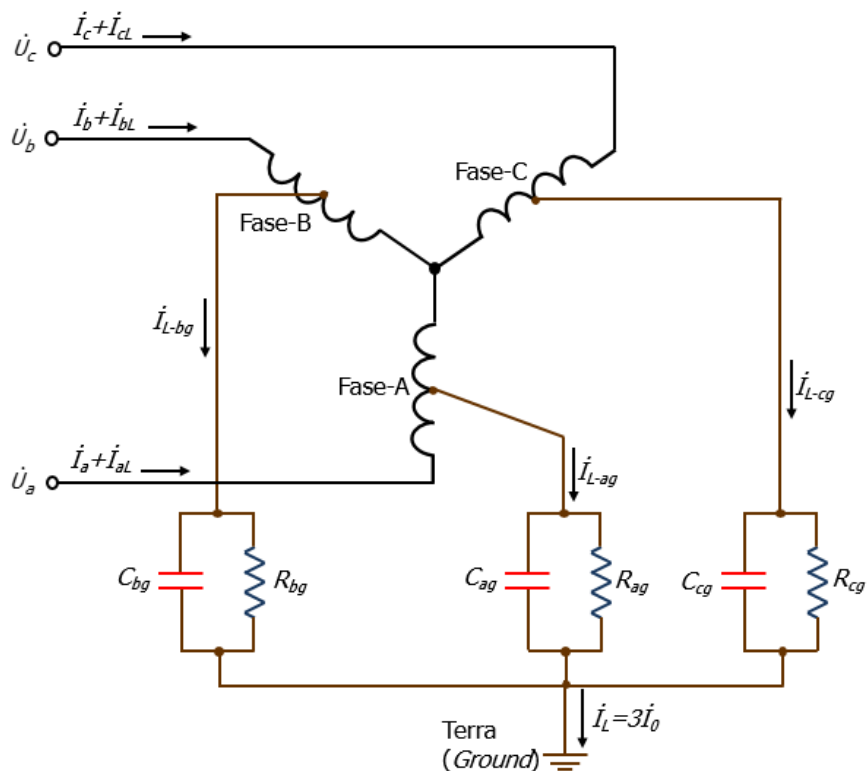 İc+İcL
U̇c
İb+İbL
U̇b
Fase-C
Fase-B
İL-bg
Fase-A
İL-cg
İa+İaL
U̇a
İL-ag
Cbg
Rbg
Cag
Rag
Ccg
Rcg
Terra
(Ground)
İL=3İ0